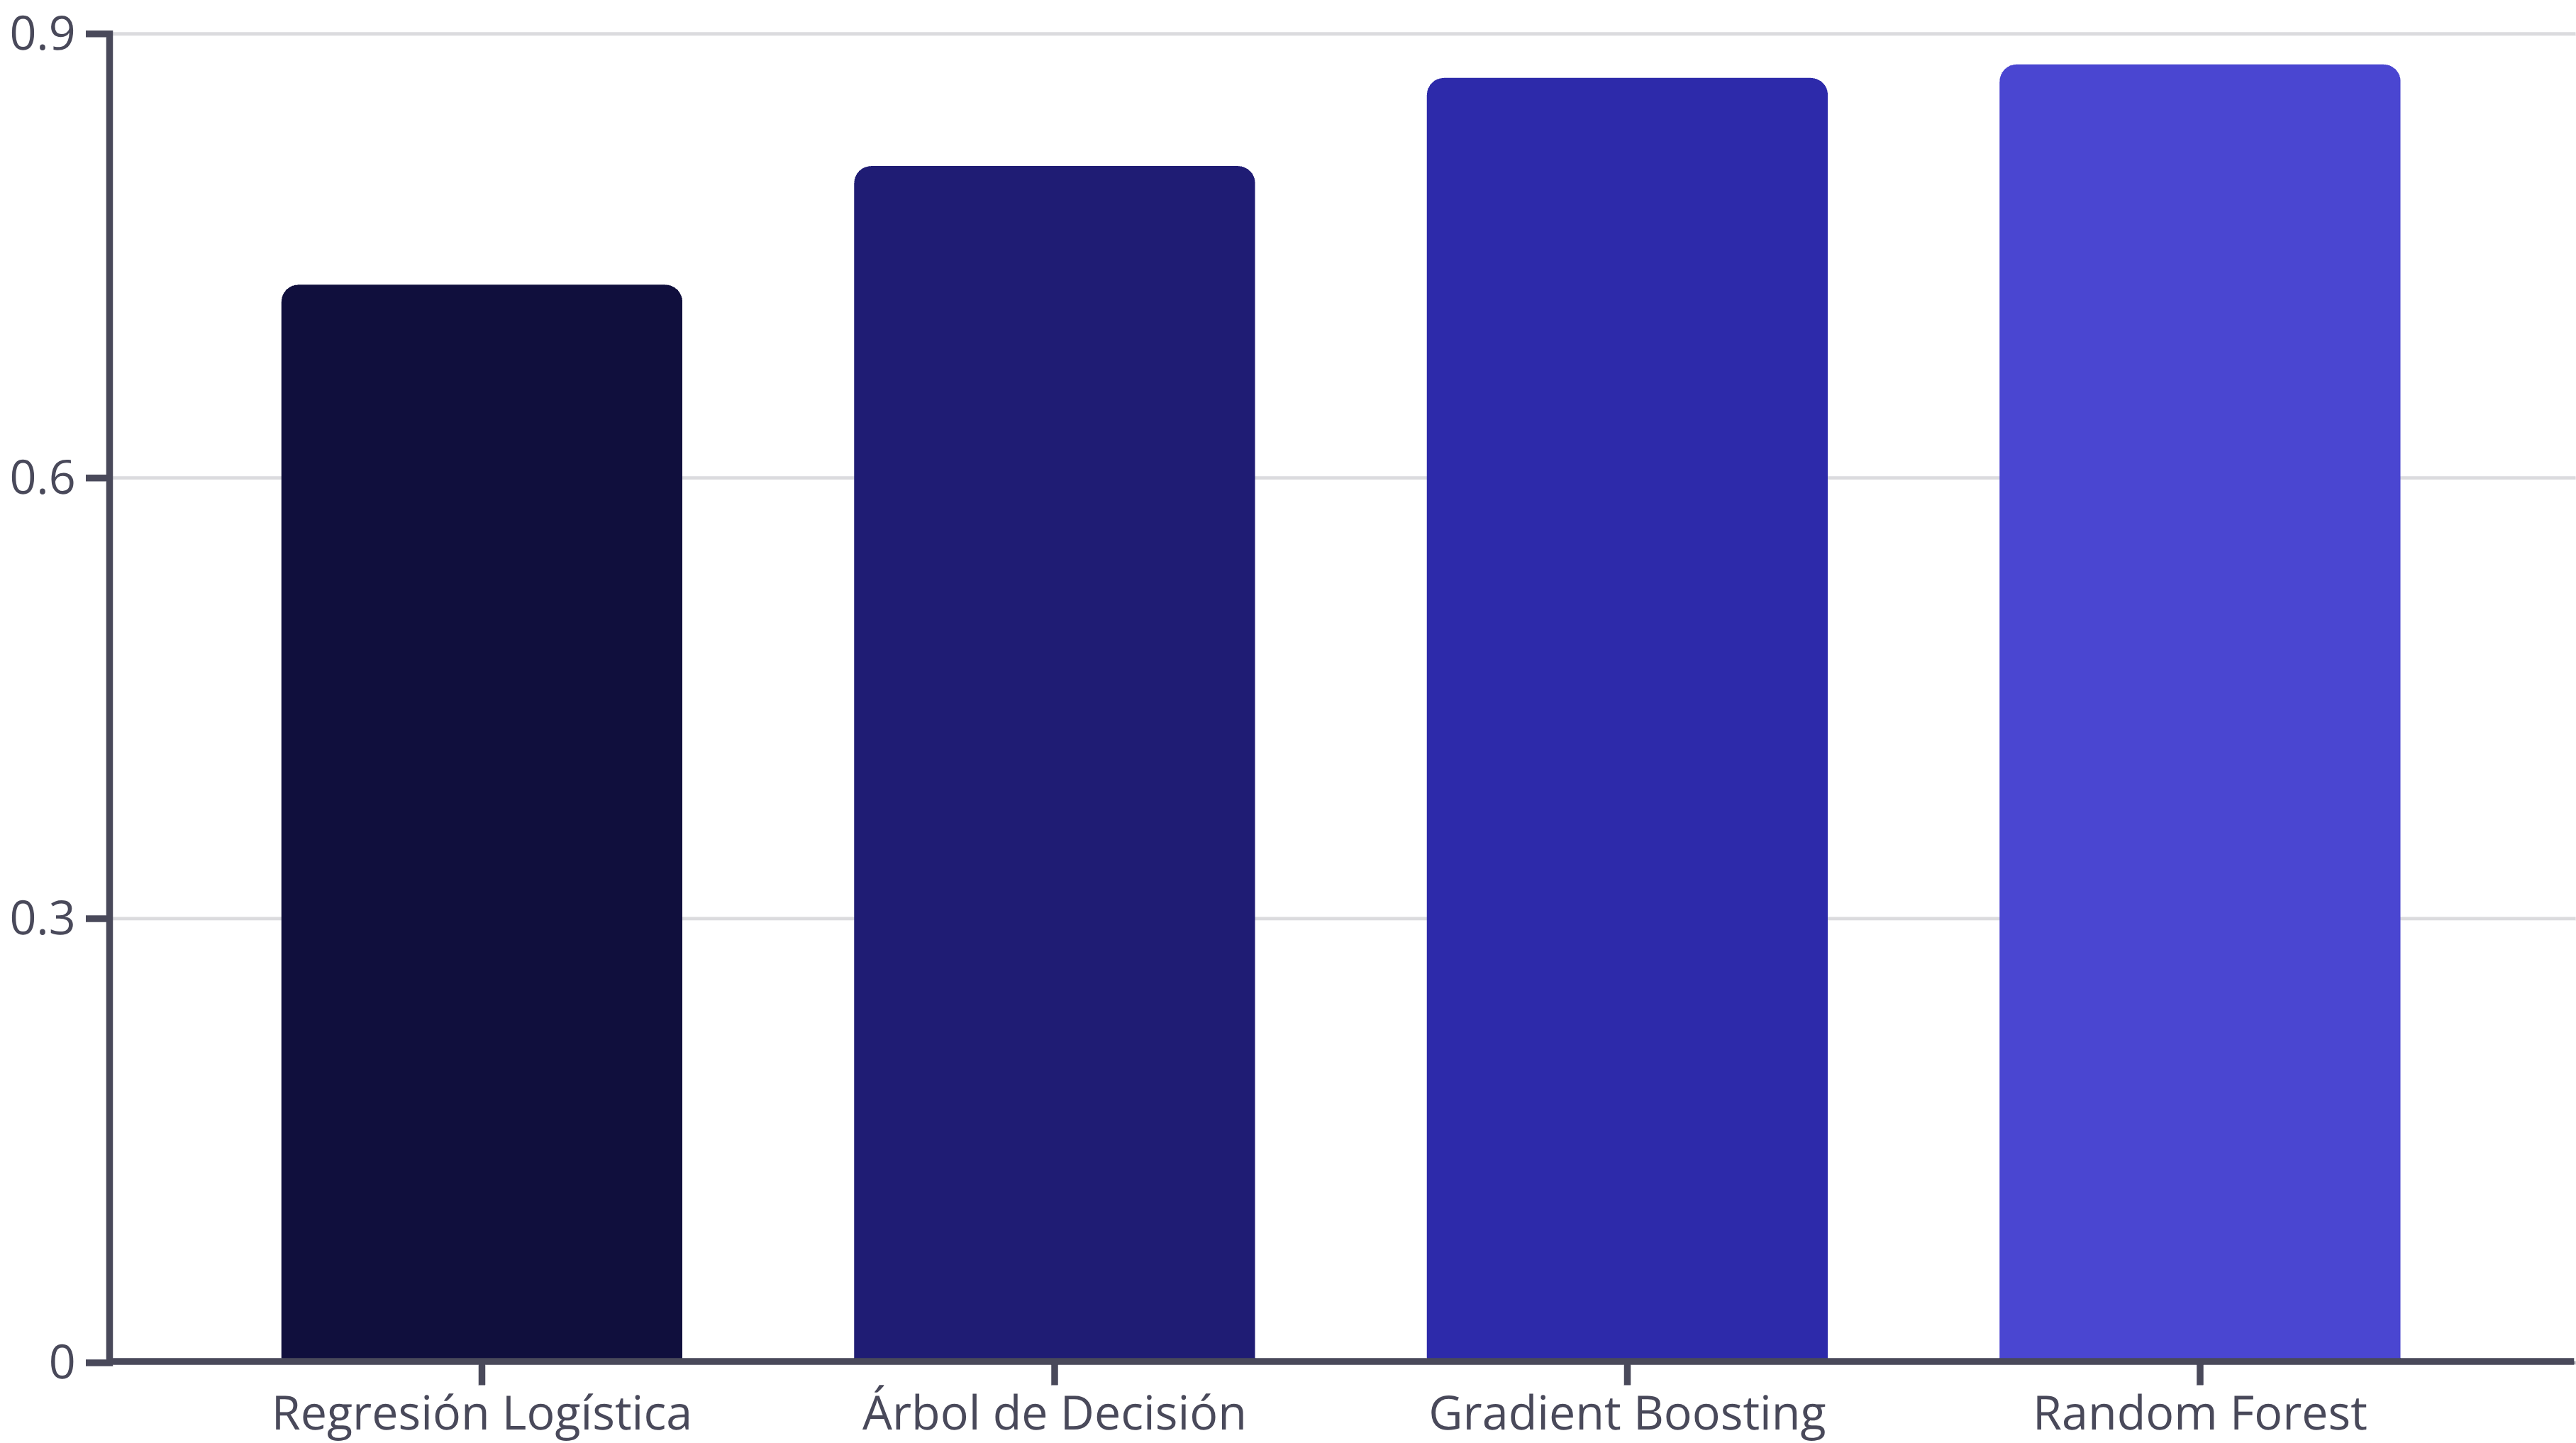 0.9
0.6
0.3
0
Regresión Logística
Árbol de Decisión
Gradient Boosting
Random Forest